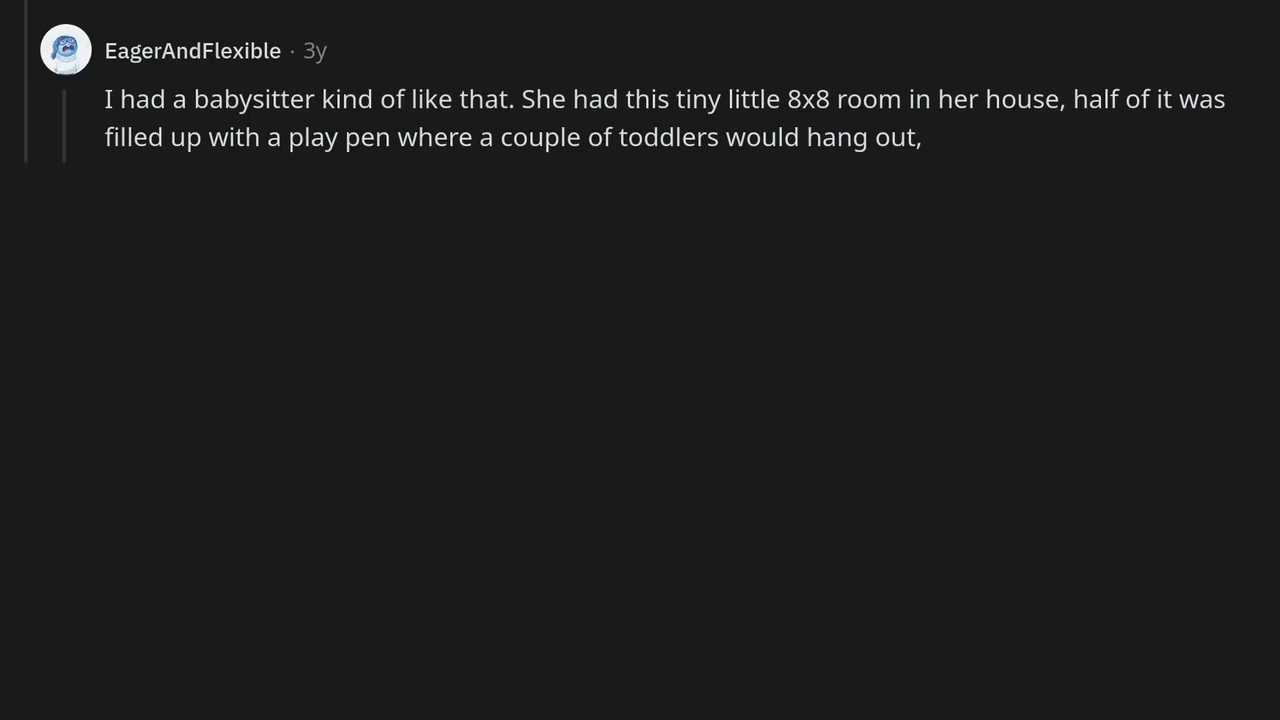 EagerAndFlexible · 3y
I had a babysitter kind of like that. She had this tiny little 8x8 room in her house, half of it was
filled up with a play pen where a couple of toddlers would hang out,